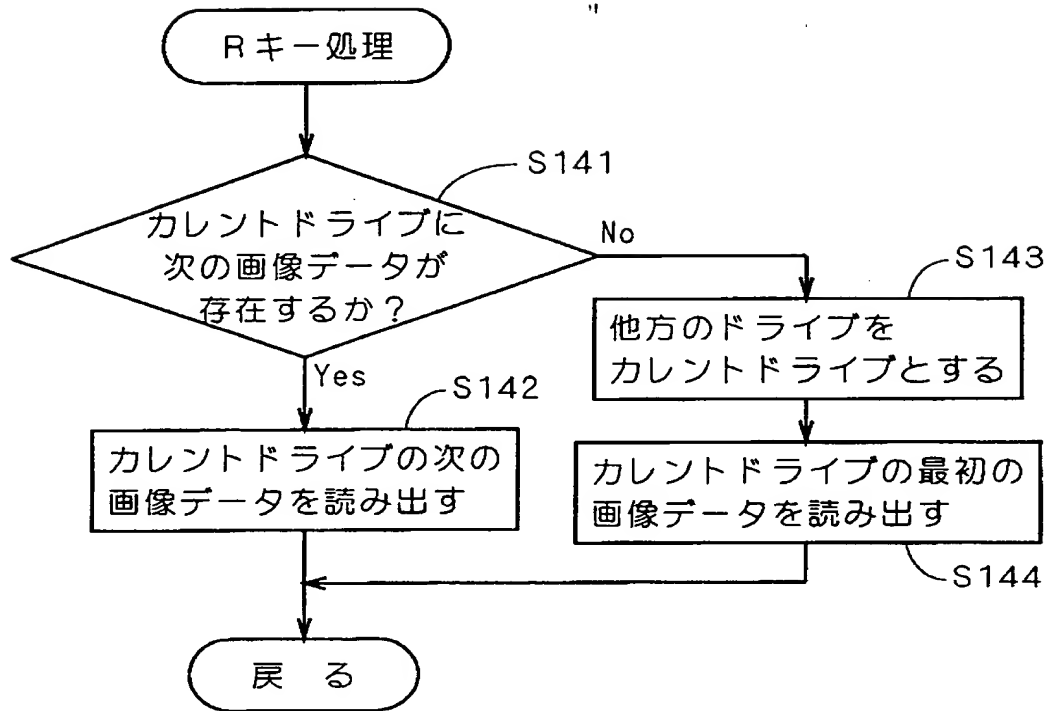 Rキー処理
S141
カレントドライブに
次の画像データが
存在するか?
No
Yes
S143
他方のドライブを
カレントドライブとする
S142
カレントドライブの次の
画像データを読み出す
カレントドライブの最初の
画像データを読み出す
S144
戻る